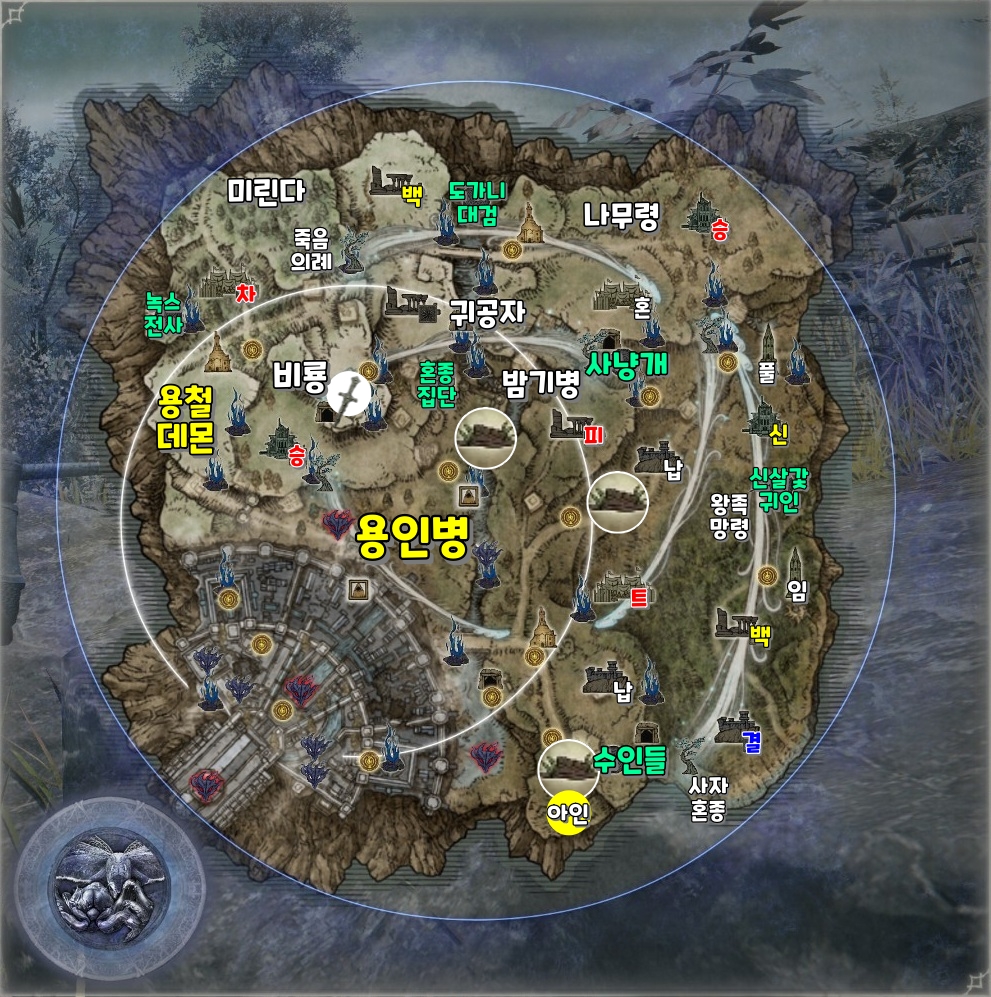 미린다
백
도가니
대검
나무령
승
죽음
의례
녹스
전사
차
귀공자
혼
비룡
혼종
집단
밤기병
사냥개
풀
용철
데몬
승
피
신
납
신살갗
귀인
왕족
망령
용인병
트
임
백
납
결
수인들
사자
혼종
아인